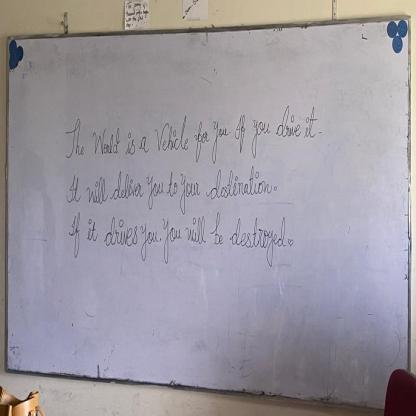 The World is a Vehicle for you If you drive it-
It will deliver you to your destination.
If it drives you. you will be destroyed.